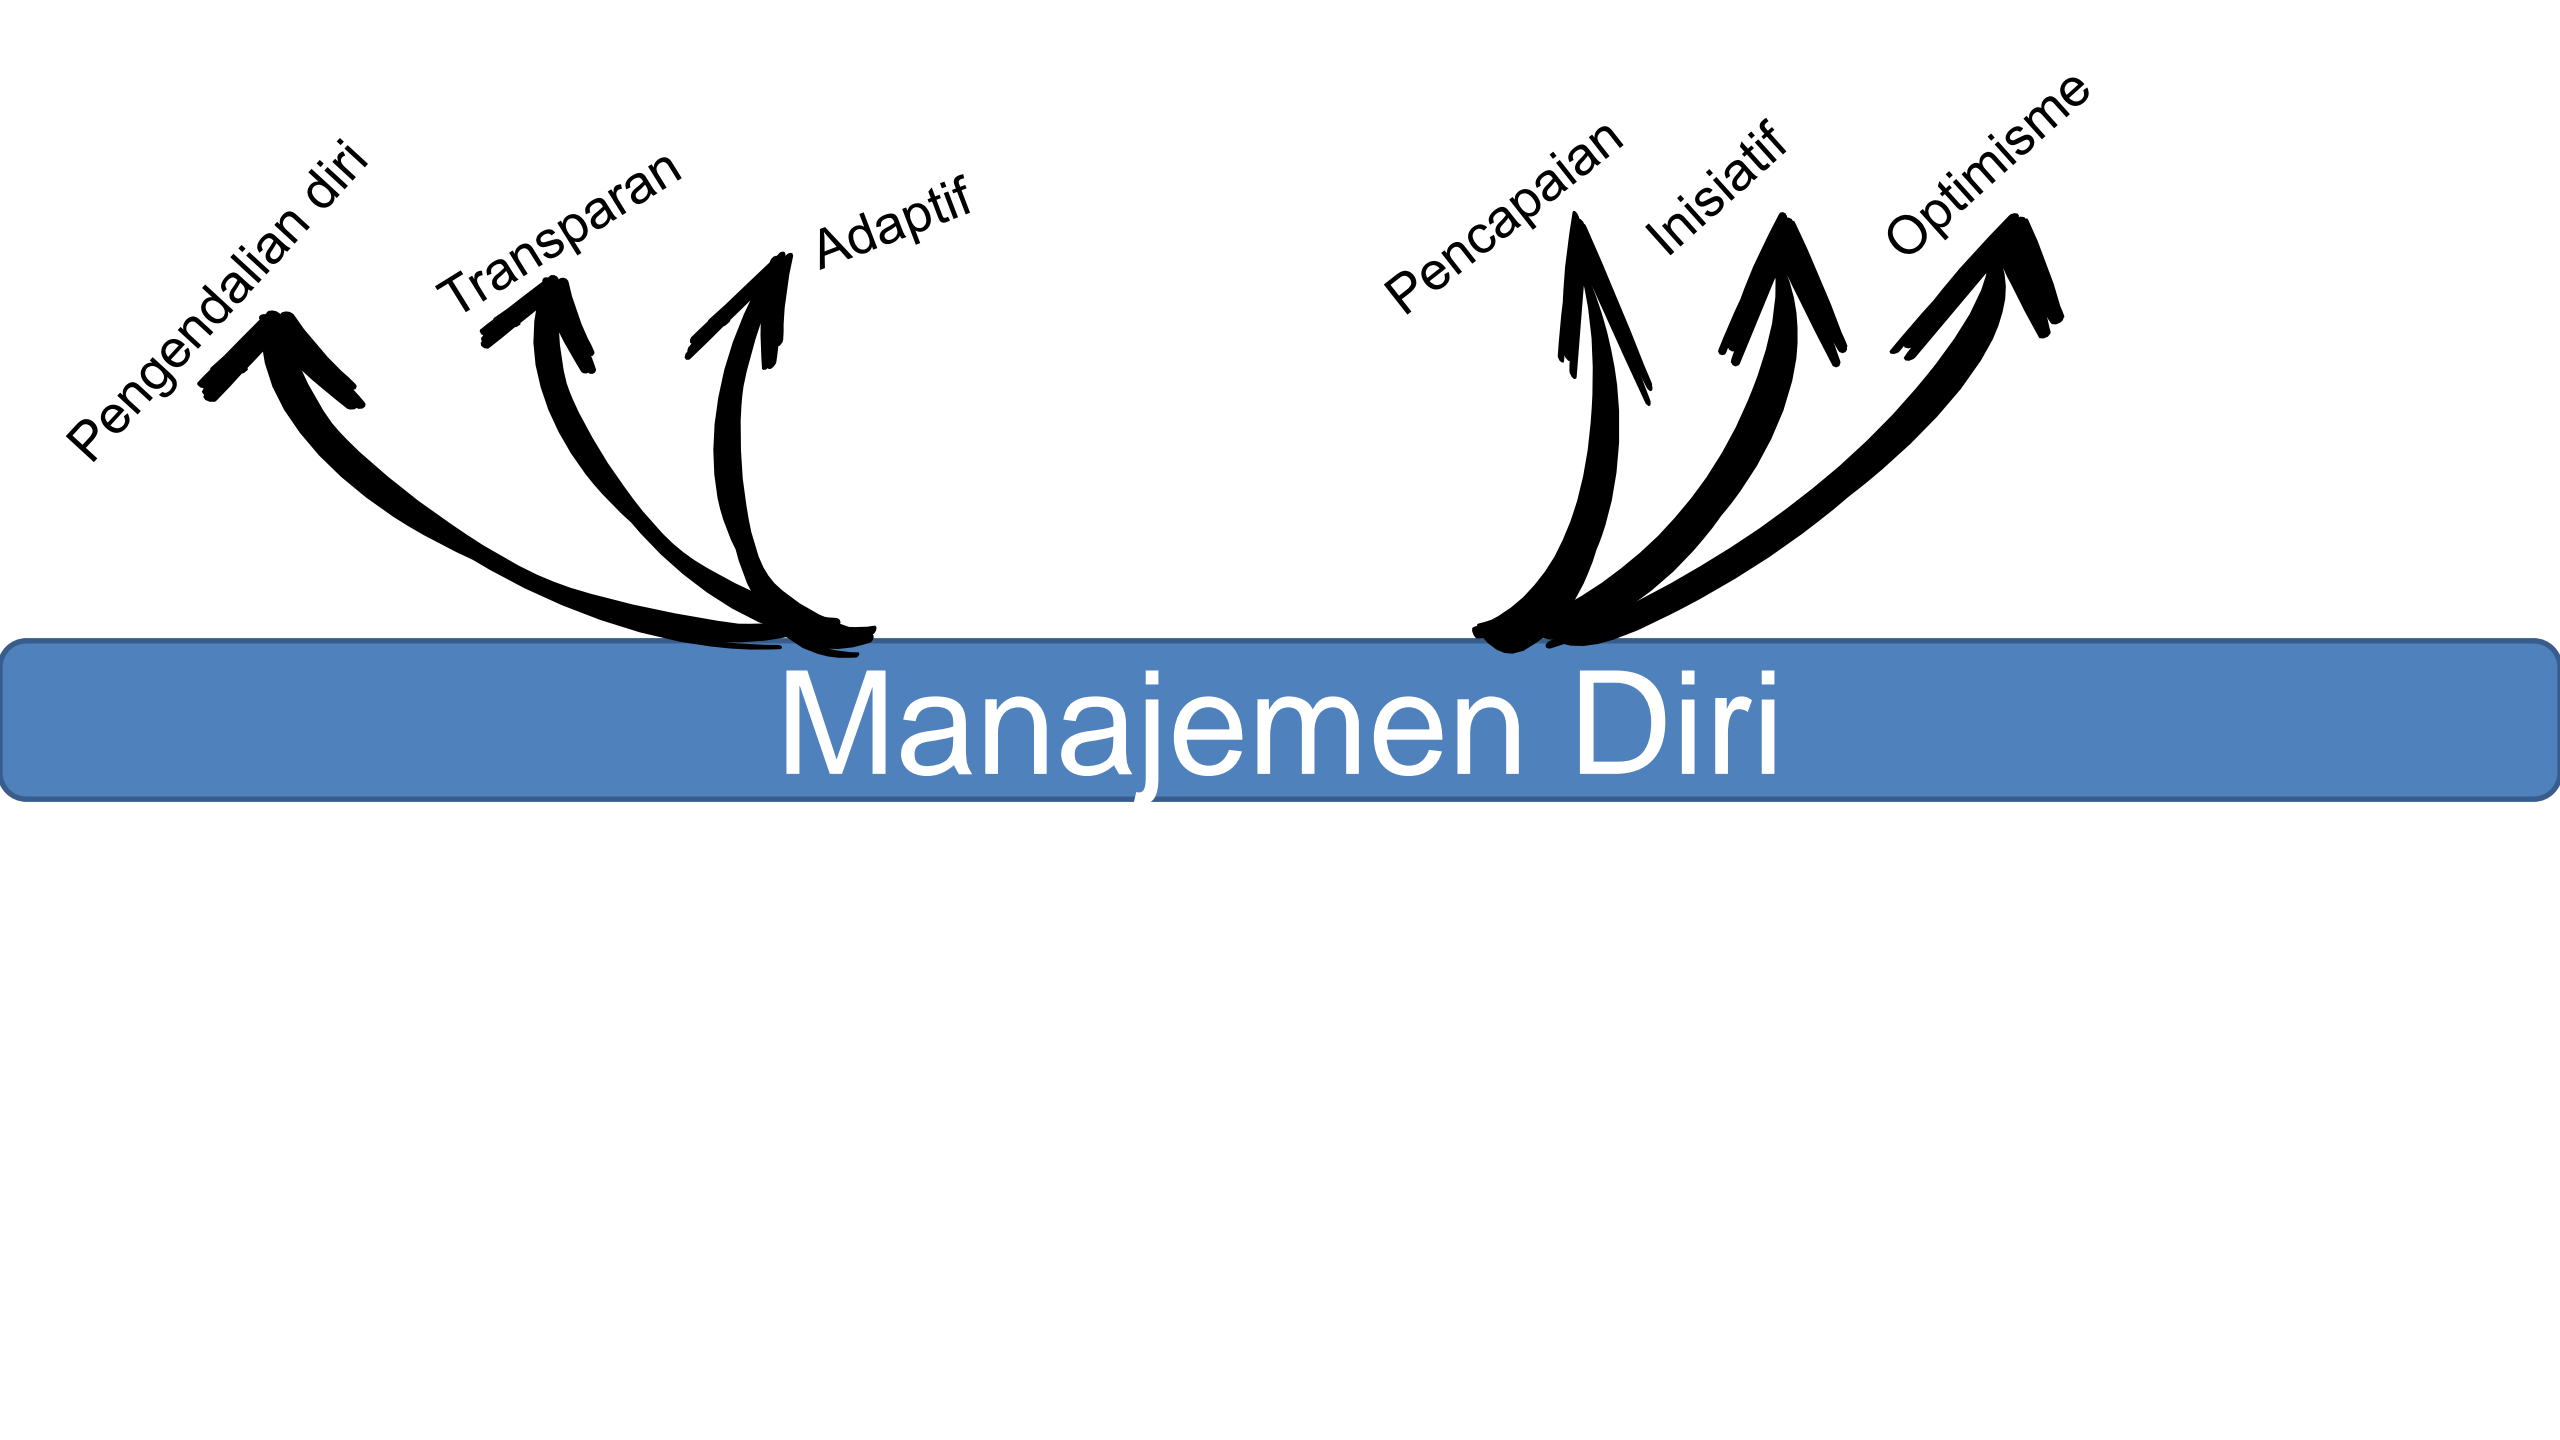 Pengendalian diri
Transparan
Adaptif
Pencapaian
Inisiatif
Optimisme
Manajemen Diri